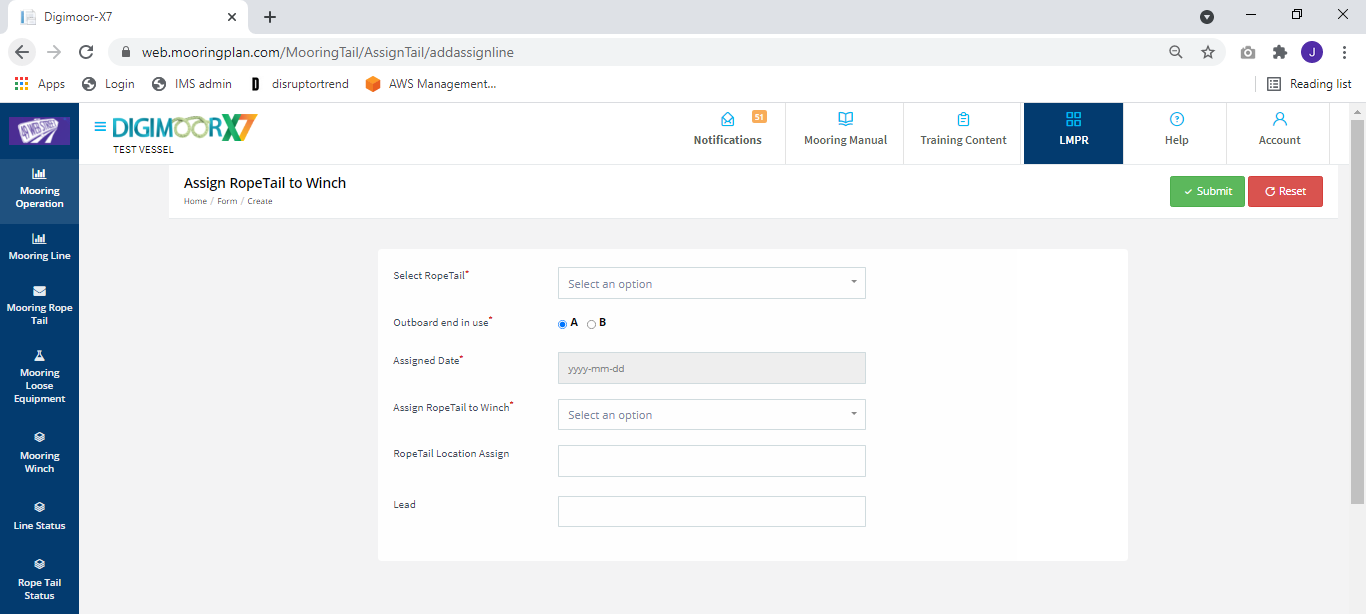 Digimoor-X7
web.mooringplan.com/MooringTail/AssignTail/addassignline
J
Apps
Login
IMS admin
D
disruptortrend
AWS Management...
Reading list
49 WEB STREET
DIGIMOORX7
TEST VESSEL
51
Notifications
Mooring Manual
Training Content
LMPR
Help
Account
Mooring
Operation
Mooring Line
Mooring Rope
Tail
Mooring
Loose
Equipment
Mooring
Winch
Line Status
Rope Tail
Status
Assign RopeTail to Winch
Home / Form / Create
Submit
Reset
Select RopeTail*
Select an option
Outboard end in use*
A
B
Assigned Date*
yyyy-mm-dd
Assign RopeTail to Winch*
Select an option
RopeTail Location Assign
Lead